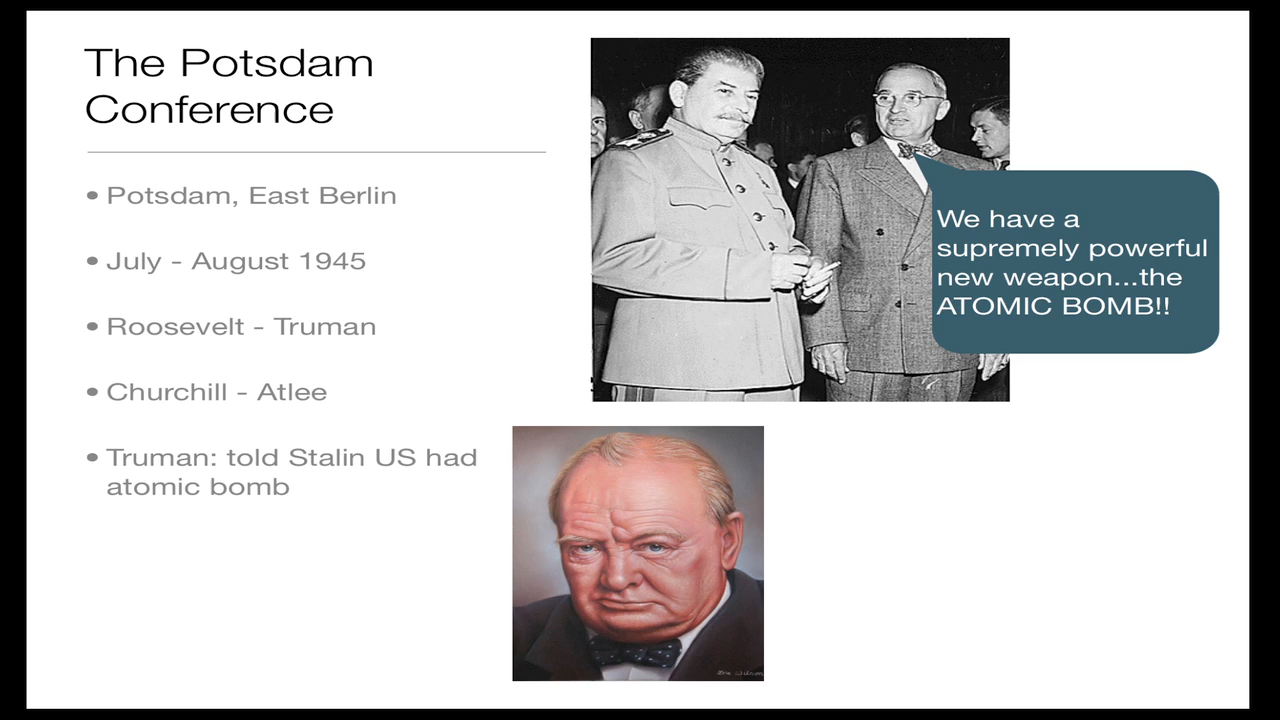 The Potsdam
Conference
• Potsdam, East Berlin
• July - August 1945
• Roosevelt - Truman
• Churchill - Atlee
• Truman: told Stalin US had
atomic bomb
We have a
supremely powerful
new weapon...the
ATOMIC BOMB!!